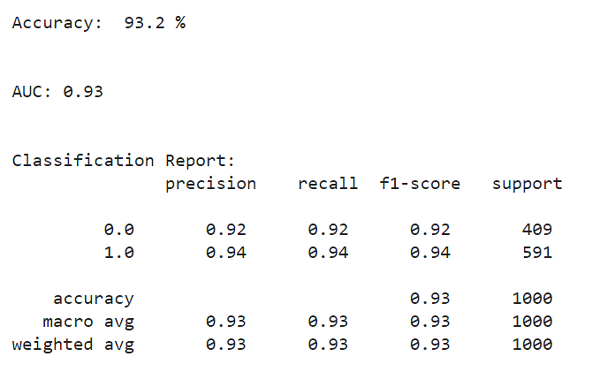 Accuracy:  93.2 %
AUC: 0.93
Classification Report:
precision    recall  f1-score   support
0.0       0.92      0.92      0.92       409
1.0       0.94      0.94      0.94       591
accuracy                           0.93      1000
macro avg       0.93      0.93      0.93      1000
weighted avg       0.93      0.93      0.93      1000